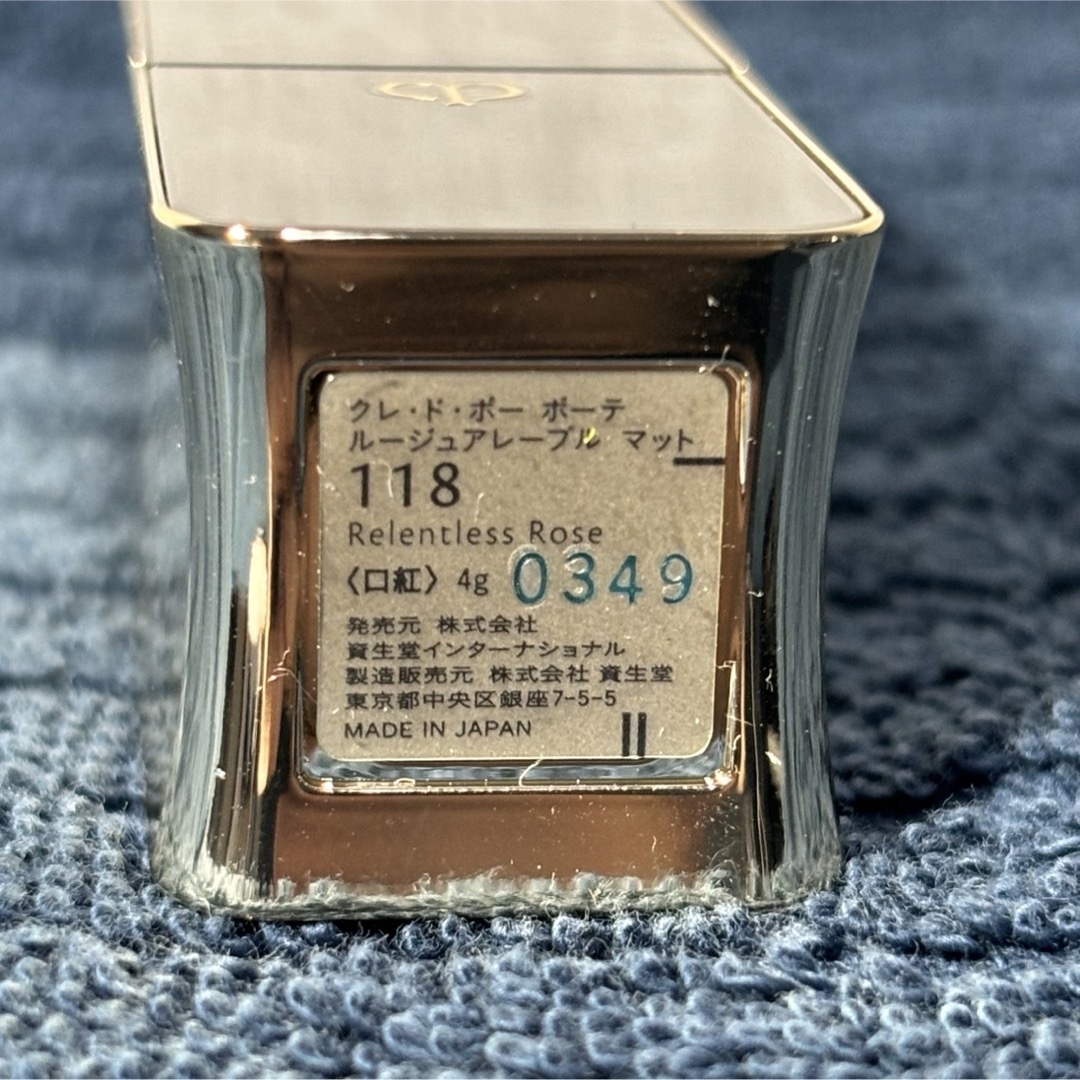 クレ・ド・ポー ボーテ
ルージュアレーブル マット
118
Relentless Rose
〈口紅〉 4g 0349
発売元 株式会社
資生堂インターナショナル
製造販売元 株式会社 資生堂
東京都中央区銀座7-5-5
MADE IN JAPAN